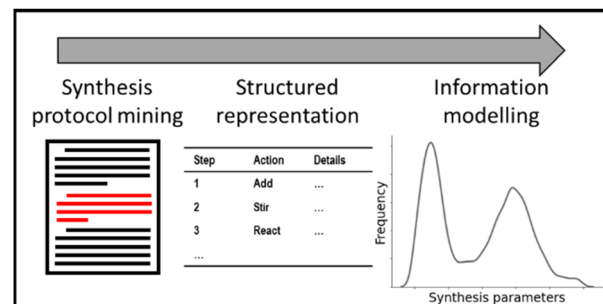 Synthesis
protocol mining
Structured
representation
Information
modelling
Step Action Details
1 Add ...
2 Stir ...
3 React ...
...
Frequency
Synthesis parameters